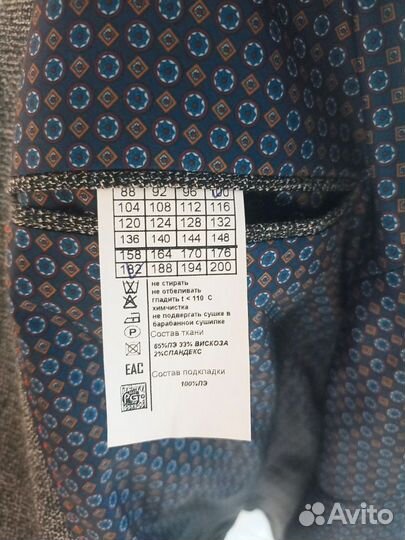 88 92 96 100
104 108 112 116
120 124 128 132
136 140 144 148
158 164 170 176
182 188 194 200
не стирать
не отбеливать
гладить t < 110 С
химчистка
не подвергать сушке в
барабанной сушилке
P
Состав ткани
65%ПЭ 33% ВИСКОЗА
2%СПАНДЕКС
EAC
Состав подкладки
100%ПЭ
Avito